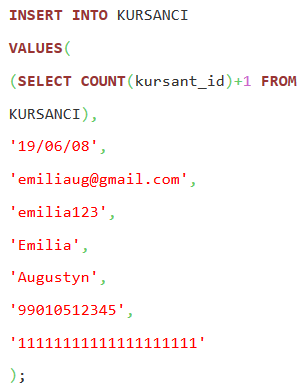 INSERT INTO KURSANCI
VALUES(
(SELECT COUNT(kursant_id)+1 FROM
KURSANCI),
'19/06/08',
'emiliaug@gmail.com',
'emilia123',
'Emilia',
'Augustyn',
'99010512345',
'11111111111111111111'
);